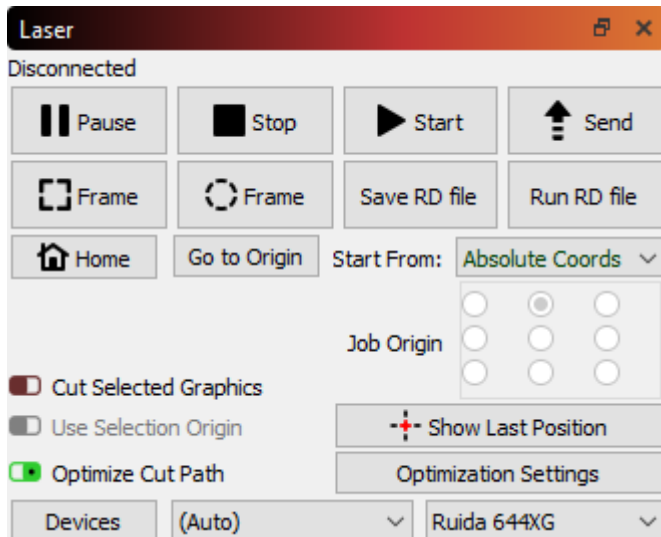 Laser
Disconnected
Pause Stop Start Send
Frame Frame Save RD file Run RD file
Home Go to Origin Start From: Absolute Coords
Job Origin
Cut Selected Graphics
Use Selection Origin Show Last Position
Optimize Cut Path Optimization Settings
Devices (Auto) Ruida 644XG